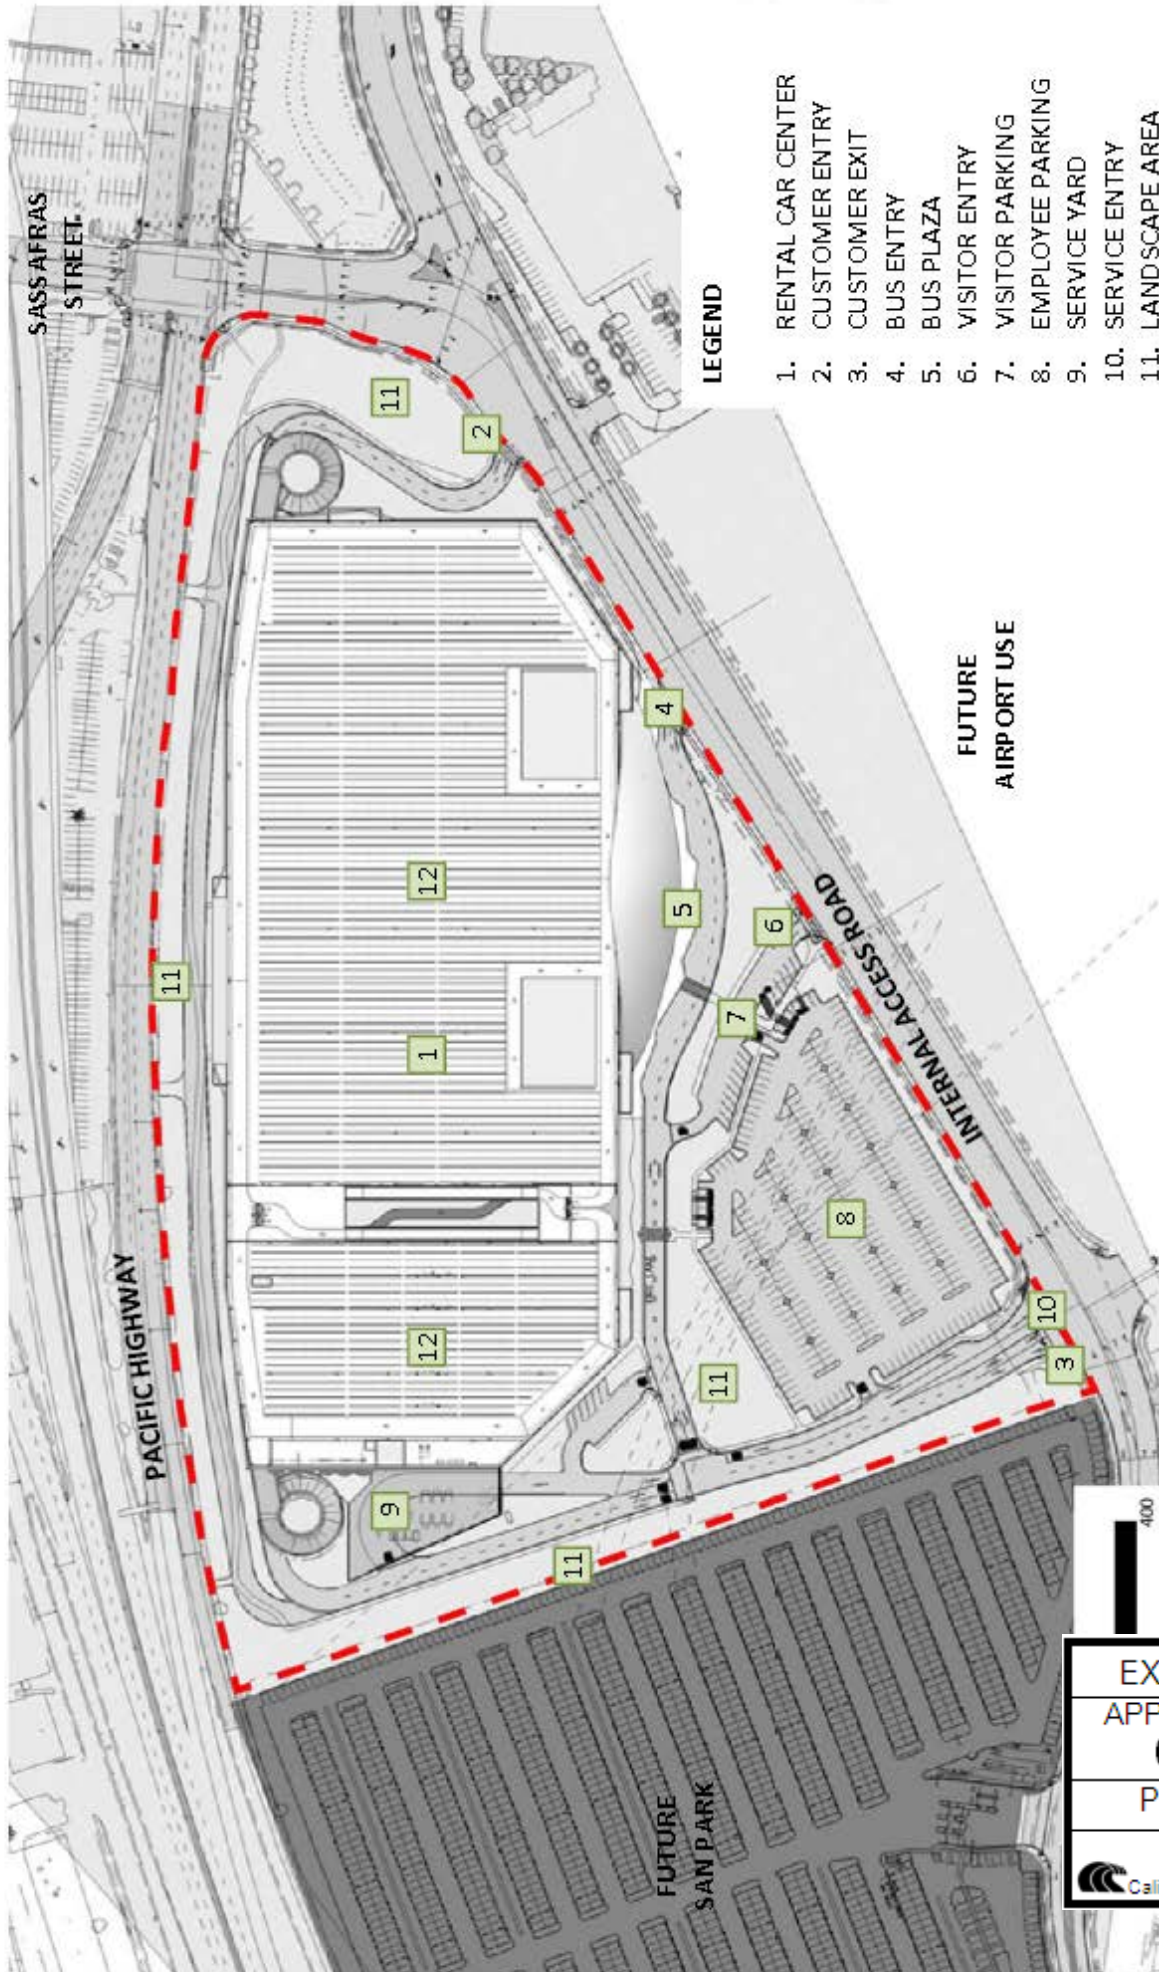 SASSAFRAS
STREET
PACIFIC HIGHWAY
11
11
2
12
1
12
4
5
6
7
8
9
11
11
10
3
INTERNAL ACCESS ROAD
FUTURE
AIRPORT USE
FUTURE
SAN PARK
LEGEND
1. RENTAL CAR CENTER
2. CUSTOMER ENTRY
3. CUSTOMER EXIT
4. BUS ENTRY
5. BUS PLAZA
6. VISITOR ENTRY
7. VISITOR PARKING
8. EMPLOYEE PARKING
9. SERVICE YARD
10. SERVICE ENTRY
11. LANDSCAPE AREA
400
EX
APP
P
Cali